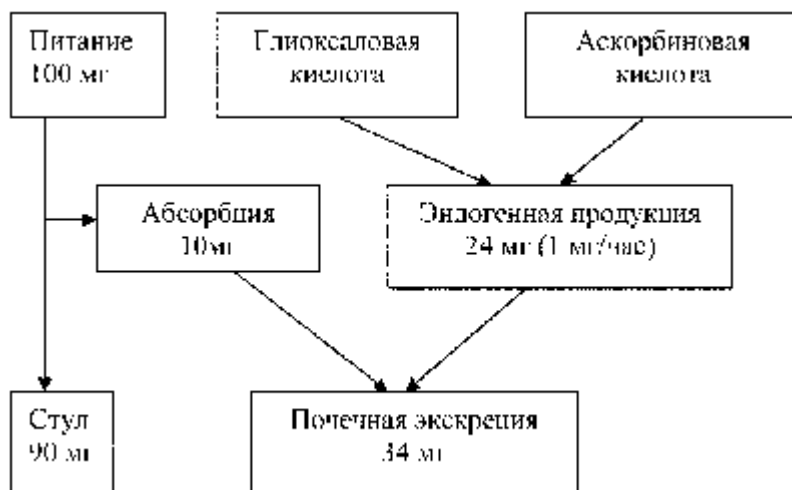 Питание
100 мг
Глиоксаловая
кислота
Аскорбиновая
кислота
Абсорбция
10мг
Эндогенная продукция
24 мг (1 мг/час)
Стул
90 мг
Почечная экскреция
34 мг